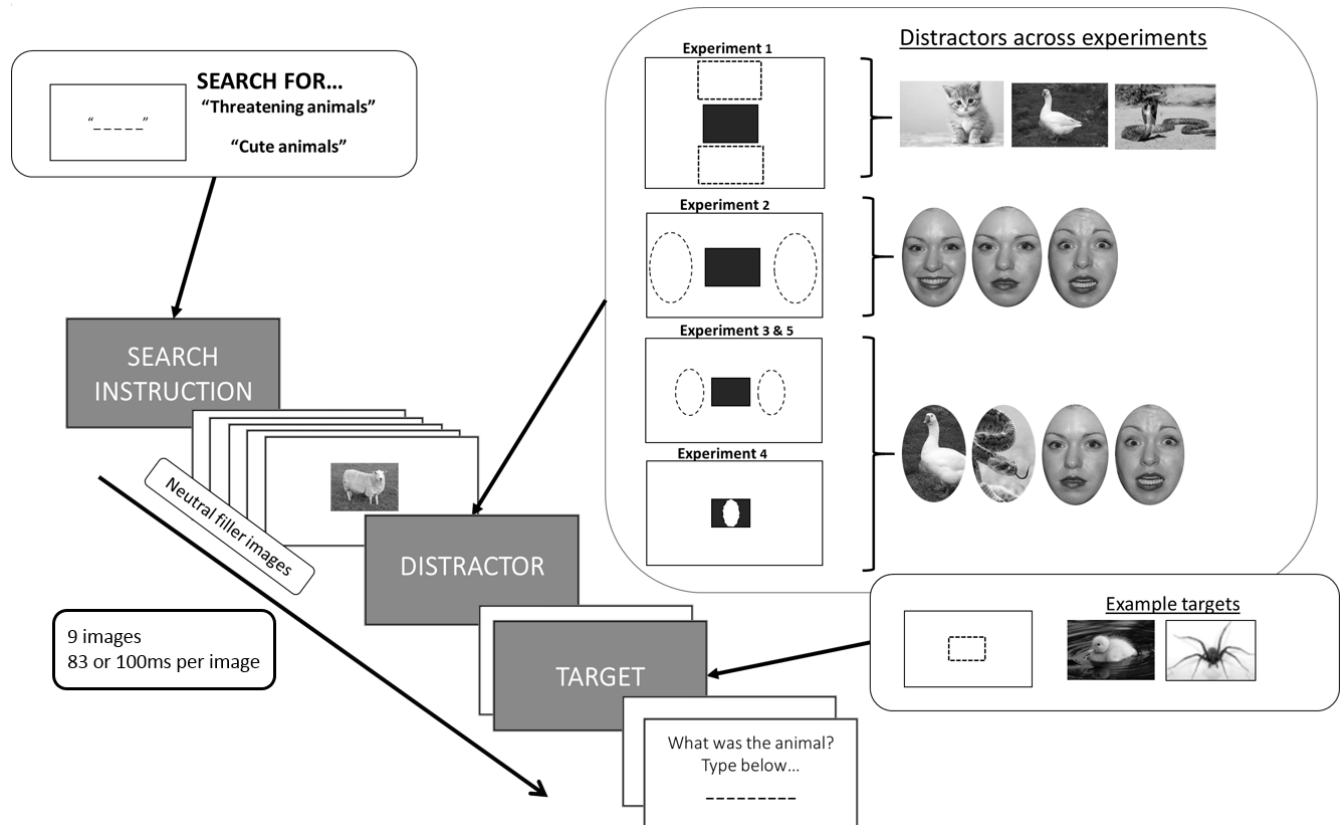 SEARCH FOR...
"Threatening animals"
"_ _ _ _ _"
"Cute animals"
SEARCH
INSTRUCTION
Neutral filler images
DISTRACTOR
TARGET
What was the animal?
Type below...
_ _ _ _ _ _ _ _ _
9 images
83 or 100ms per image
Distractors across experiments
Experiment 1
Experiment 2
Experiment 3 & 5
Experiment 4
Example targets